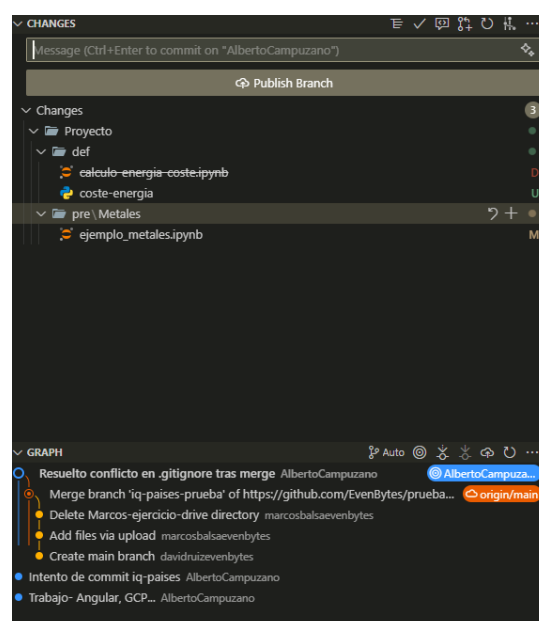 CHANGES
Message (Ctrl+Enter to commit on "AlbertoCampuzano")
Publish Branch
Changes 3
Proyecto
def
calculo-energia-coste.ipynb D
coste-energia U
pre\Metales
ejemplo_metales.ipynb M
GRAPH Auto
Resuelto conflicto en .gitignore tras merge AlbertoCampuzano AlbertoCampuza...
Merge branch 'iq-paises-prueba' of https://github.com/EvenBytes/prueba... origin/main
Delete Marcos-ejercicio-drive directory marcosbalsaevenbytes
Add files via upload marcosbalsaevenbytes
Create main branch davidruizevenbytes
Intento de commit iq-paises AlbertoCampuzano
Trabajo- Angular, GCP... AlbertoCampuzano